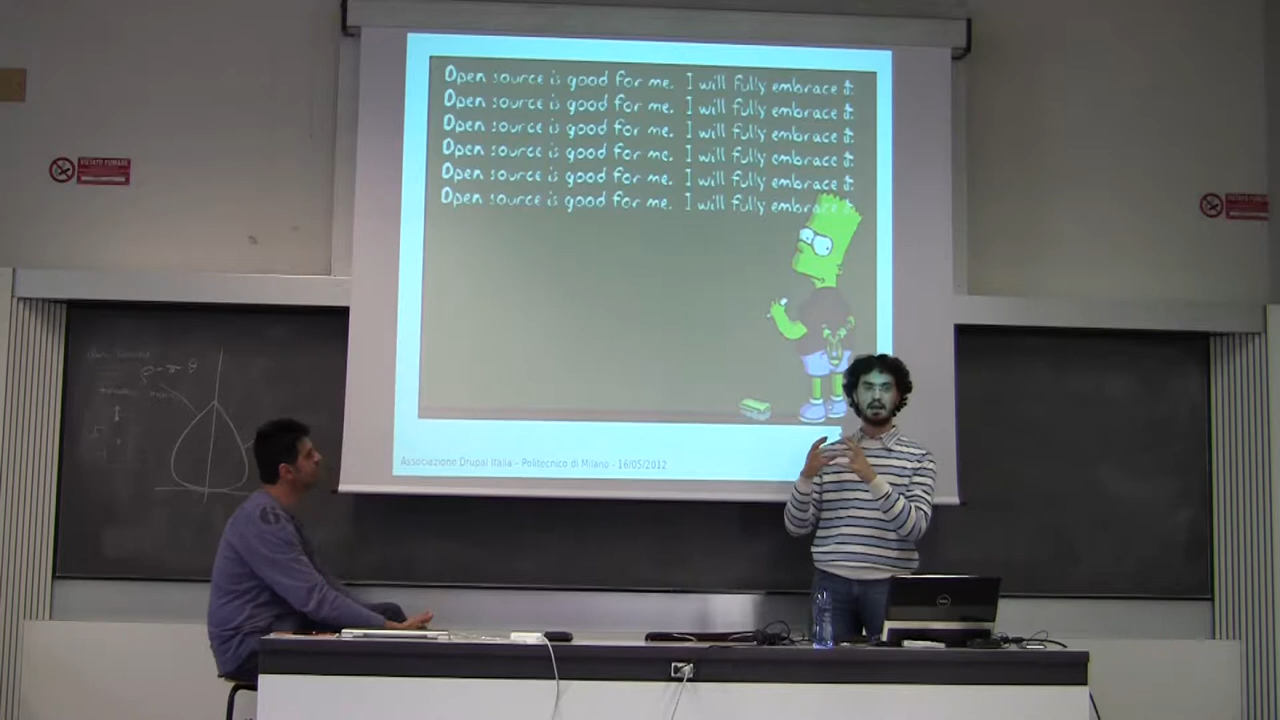 Open source is good for me. I will fully embrace it.
Open source is good for me. I will fully embrace it.
Open source is good for me. I will fully embrace it.
Open source is good for me. I will fully embrace it.
Open source is good for me. I will fully embrace it.
Open source is good for me. I will fully embrace it.
VIETATO FUMARE
Associazione Drupal Italia - Politecnico di Milano - 16/05/2012
DELL